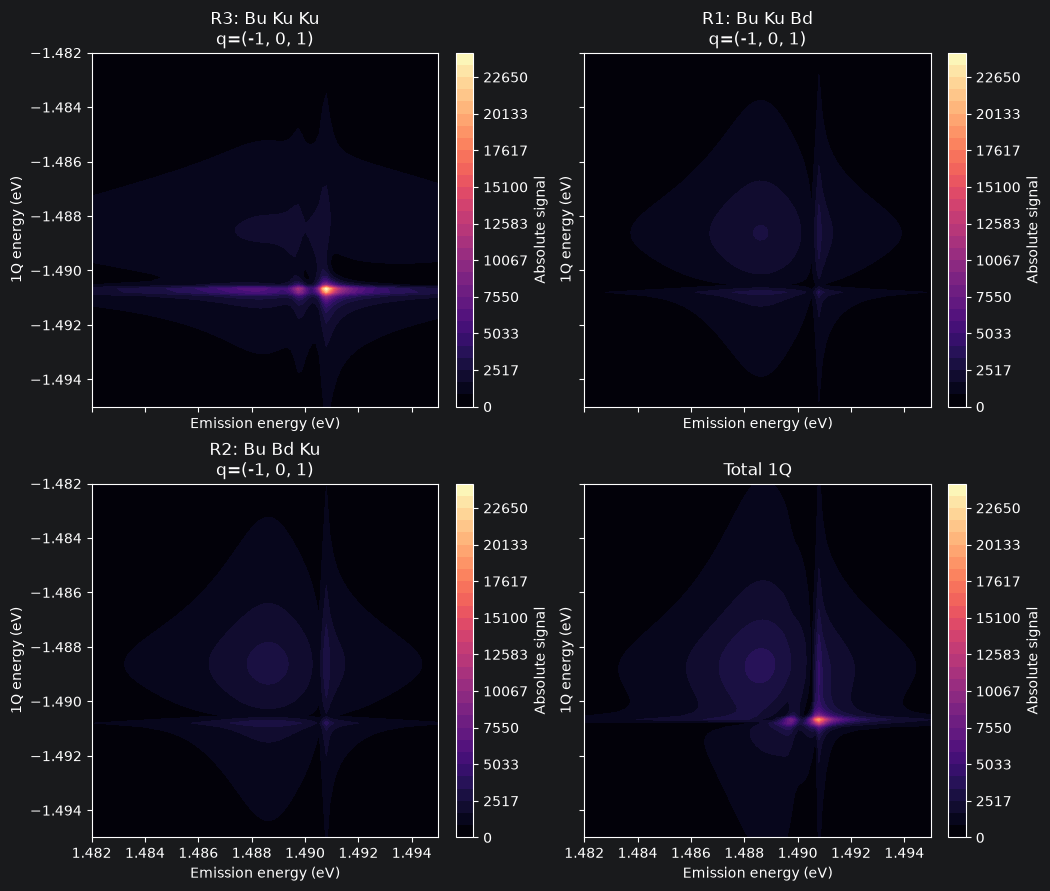 R3: Bu Ku Ku
q=(-1, 0, 1)
−1.482
−1.484
−1.486
−1.488
−1.490
−1.492
−1.494
1Q energy (eV)
Emission energy (eV)
22650
20133
17617
15100
12583
10067
7550
5033
2517
0
Absolute signal
R1: Bu Ku Bd
q=(-1, 0, 1)
1Q energy (eV)
Emission energy (eV)
22650
20133
17617
15100
12583
10067
7550
5033
2517
0
Absolute signal
R2: Bu Bd Ku
q=(-1, 0, 1)
−1.482
−1.484
−1.486
−1.488
−1.490
−1.492
−1.494
1Q energy (eV)
1.482 1.484 1.486 1.488 1.490 1.492 1.494
Emission energy (eV)
22650
20133
17617
15100
12583
10067
7550
5033
2517
0
Absolute signal
Total 1Q
1Q energy (eV)
1.482 1.484 1.486 1.488 1.490 1.492 1.494
Emission energy (eV)
22650
20133
17617
15100
12583
10067
7550
5033
2517
0
Absolute signal